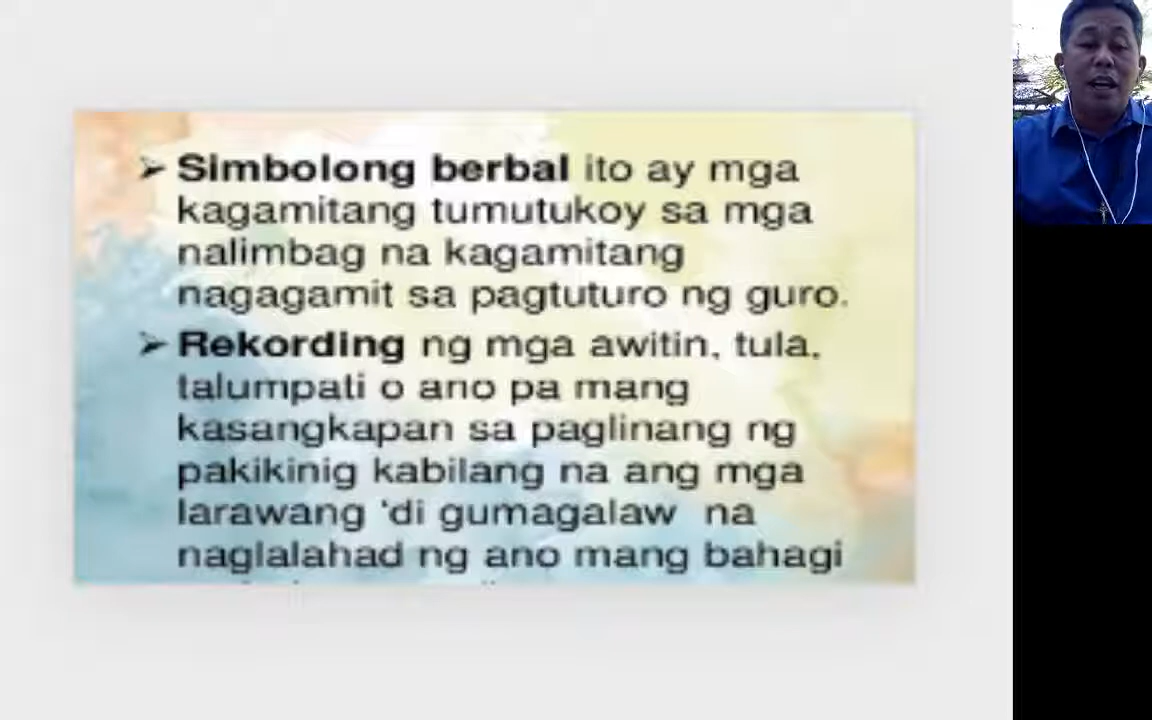 ➢ Simbolong berbal ito ay mga
kagamitang tumutukoy sa mga
nalimbag na kagamitang
nagagamit sa pagtuturo ng guro.
➢ Rekording ng mga awitin, tula,
talumpati o ano pa mang
kasangkapan sa paglinang ng
pakikinig kabilang na ang mga
larawang 'di gumagalaw na
naglalahad ng ano mang bahagi